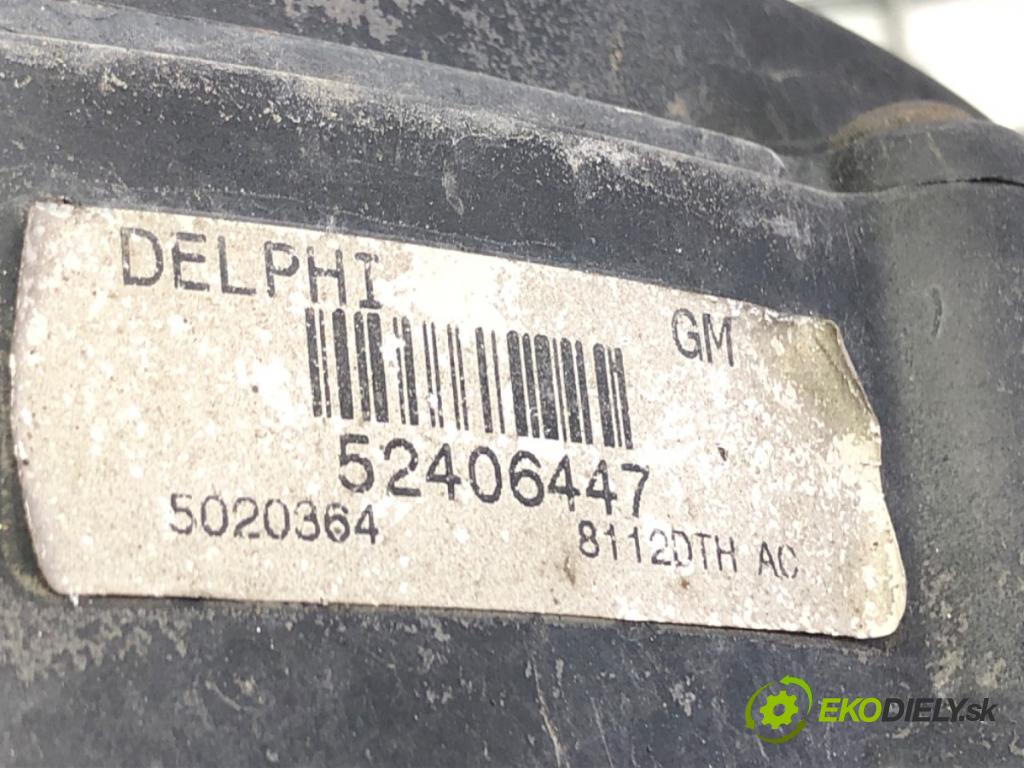 DELPHI
GM
52406447
5020364
8112DTH AC
EKODIELY.sk